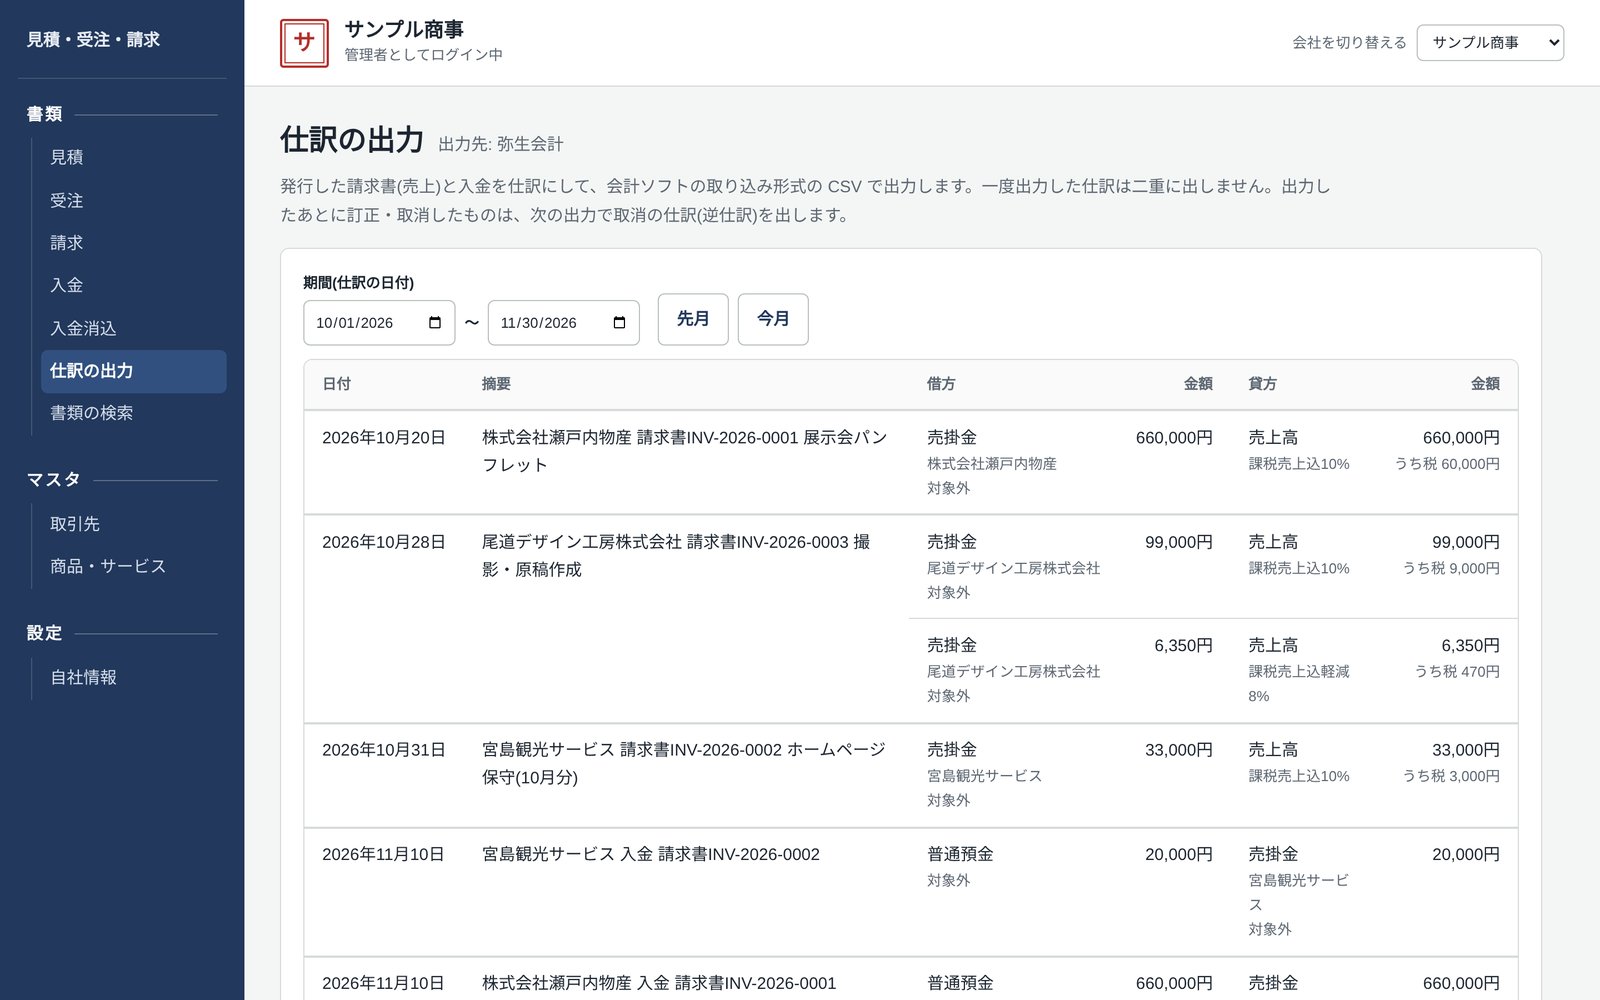 見積・受注・請求
書類
見積
受注
請求
入金
入金消込
仕訳の出力
書類の検索
マスタ
取引先
商品・サービス
設定
自社情報
サ
サンプル商事
管理者としてログイン中
会社を切り替える
サンプル商事
仕訳の出力 出力先: 弥生会計
発行した請求書(売上)と入金を仕訳にして、会計ソフトの取り込み形式の CSV で出力します。一度出力した仕訳は二重に出しません。出力し
たあとに訂正・取消したものは、次の出力で取消の仕訳(逆仕訳)を出します。
期間(仕訳の日付)
10/01/2026 〜 11/30/2026 先月 今月
日付 摘要 借方 金額 貸方 金額
2026年10月20日 株式会社瀬戸内物産 請求書INV-2026-0001 展示会パン 売掛金 660,000円 売上高 660,000円
フレット 株式会社瀬戸内物産 課税売上込10% うち税 60,000円
対象外
2026年10月28日 尾道デザイン工房株式会社 請求書INV-2026-0003 撮 売掛金 99,000円 売上高 99,000円
影・原稿作成 尾道デザイン工房株式会社 課税売上込10% うち税 9,000円
対象外
売掛金 6,350円 売上高 6,350円
尾道デザイン工房株式会社 課税売上込軽減 うち税 470円
対象外 8%
2026年10月31日 宮島観光サービス 請求書INV-2026-0002 ホームページ 売掛金 33,000円 売上高 33,000円
保守(10月分) 宮島観光サービス 課税売上込10% うち税 3,000円
対象外
2026年11月10日 宮島観光サービス 入金 請求書INV-2026-0002 普通預金 20,000円 売掛金 20,000円
対象外 宮島観光サービ
ス
対象外
2026年11月10日 株式会社瀬戸内物産 入金 請求書INV-2026-0001 普通預金 660,000円 売掛金 660,000円